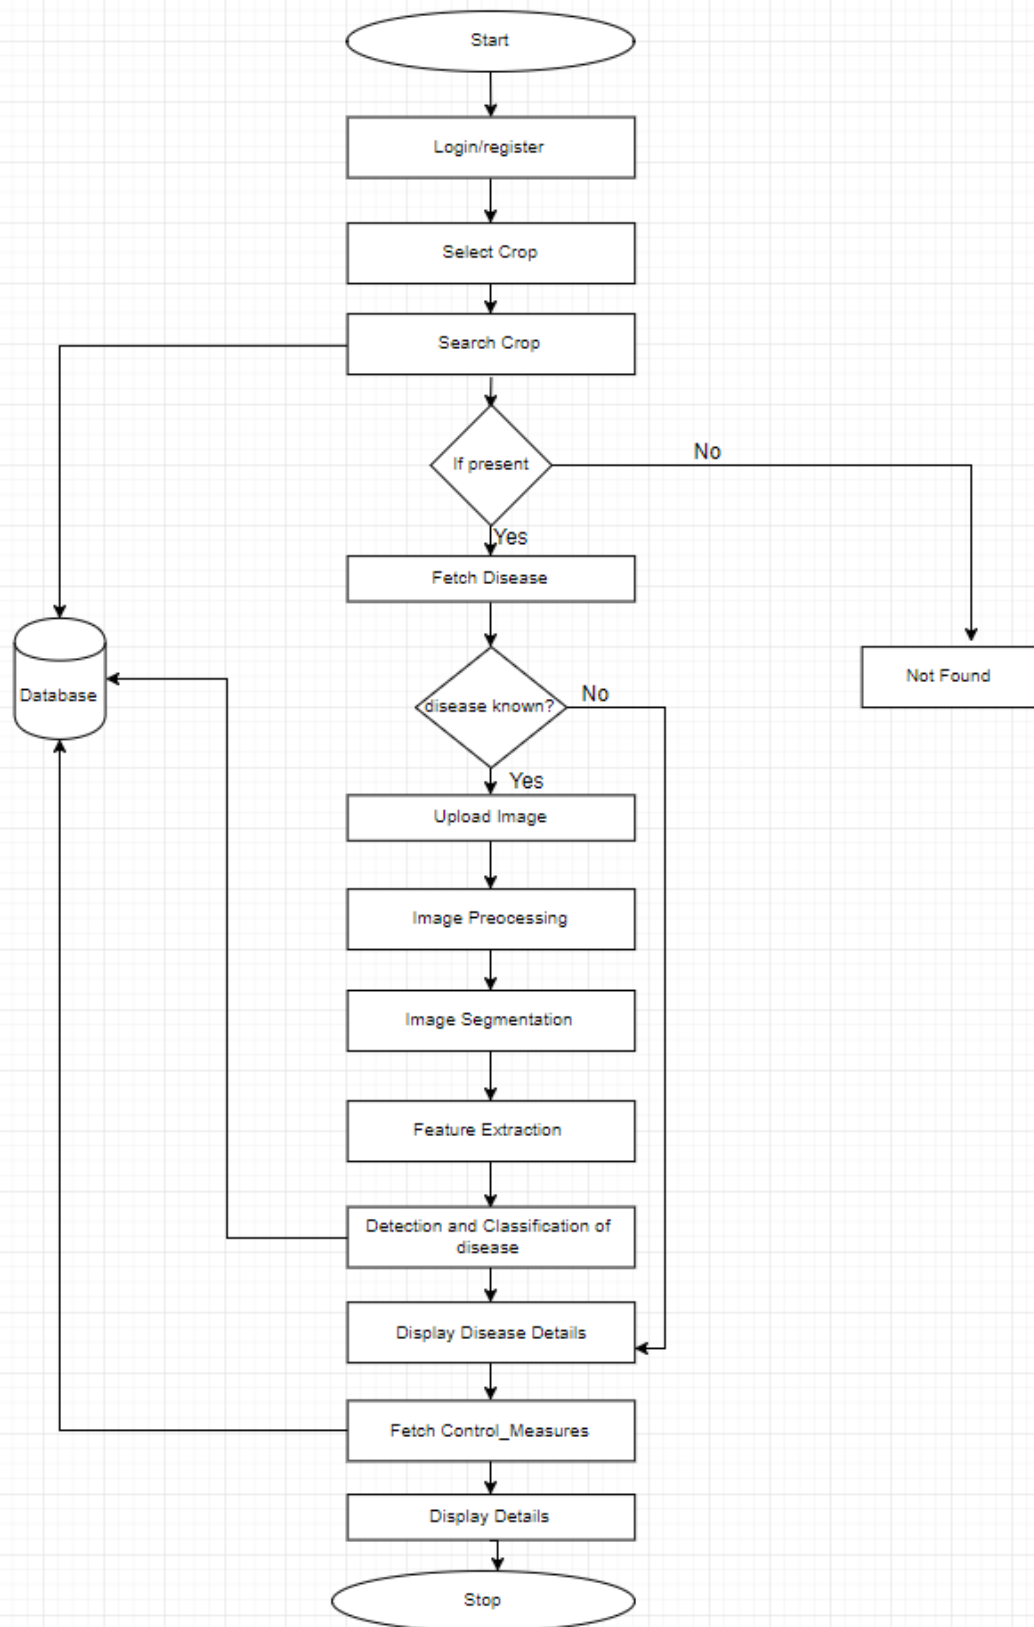 Start
Login/register
Select Crop
Search Crop
If present
No
Yes
Fetch Disease
Database
disease known?
No
Not Found
Yes
Upload Image
Image Preocessing
Image Segmentation
Feature Extraction
Detection and Classification of
disease
Display Disease Details
Fetch Control_Measures
Display Details
Stop